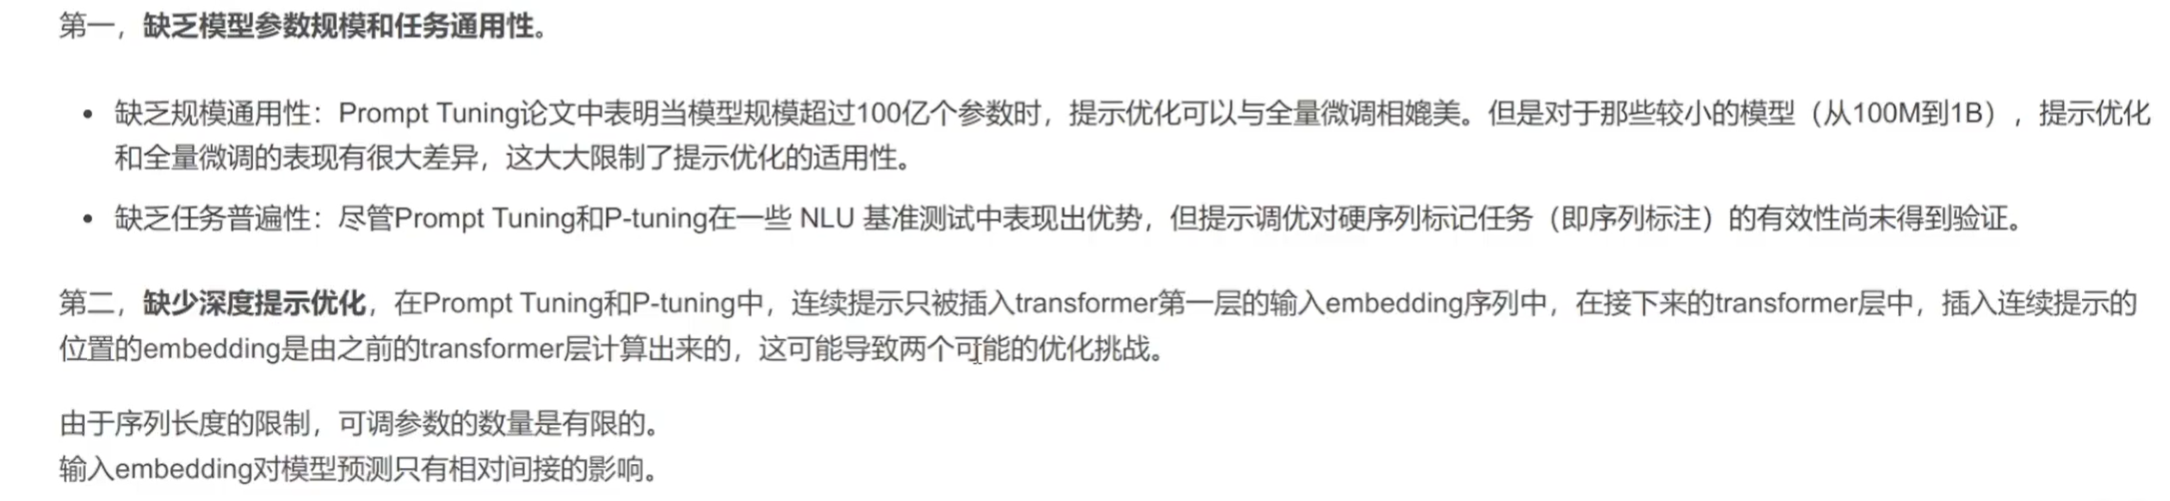 第一，缺乏模型参数规模和任务通用性。
• 缺乏规模通用性：Prompt Tuning论文中表明当模型规模超过100亿个参数时，提示优化可以与全量微调相媲美。但是对于那些较小的模型（从100M到1B），提示优化
和全量微调的表现有很大差异，这大大限制了提示优化的适用性。
• 缺乏任务普遍性：尽管Prompt Tuning和P-tuning在一些 NLU 基准测试中表现出优势，但提示调优对硬序列标记任务（即序列标注）的有效性尚未得到验证。
第二，缺少深度提示优化，在Prompt Tuning和P-tuning中，连续提示只被插入transformer第一层的输入embedding序列中，在接下来的transformer层中，插入连续提示的
位置的embedding是由之前的transformer层计算出来的，这可能导致两个可能的优化挑战。
由于序列长度的限制，可调参数的数量是有限的。
输入embedding对模型预测只有相对间接的影响。